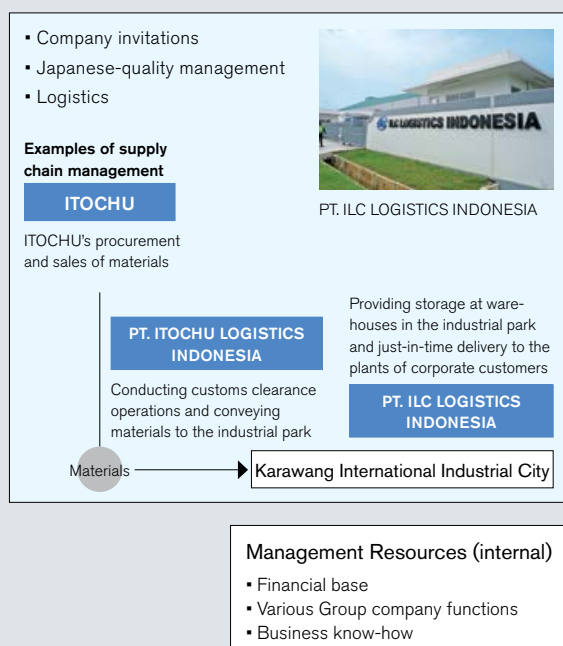 ▪ Company invitations
▪ Japanese-quality management
▪ Logistics
Examples of supply
chain management
ITOCHU
ITOCHU's procurement
and sales of materials
ILC LOGISTICS INDONESIA
PT. ILC LOGISTICS INDONESIA
PT. ITOCHU LOGISTICS
INDONESIA
Conducting customs clearance
operations and conveying
materials to the industrial park
Providing storage at ware-
houses in the industrial park
and just-in-time delivery to the
plants of corporate customers
PT. ILC LOGISTICS
INDONESIA
Materials
Karawang International Industrial City
Management Resources (internal)
▪ Financial base
▪ Various Group company functions
▪ Business know-how